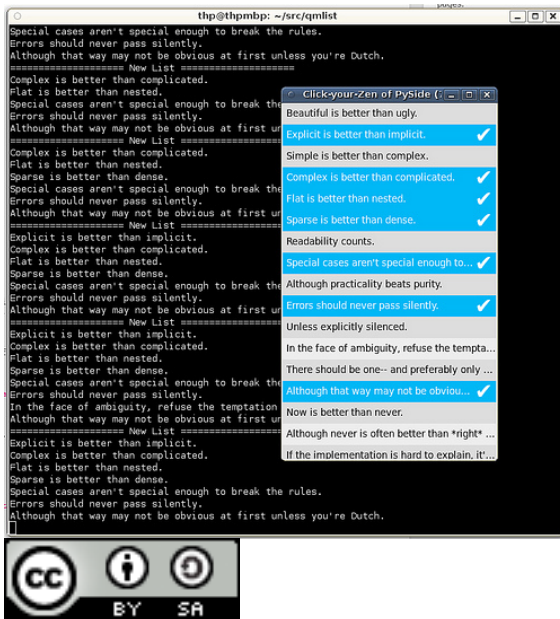 pages.
thp@thpmbp: ~/src/qmlist
Special cases aren't special enough to break the rules.
Errors should never pass silently.
Although that way may not be obvious at first unless you're Dutch.
==================== New List ====================
Complex is better than complicated.
Flat is better than nested.
Special cases aren't special enough to break the
Errors should never pass silently.
Although that way may not be obvious at first un
==================== New List ====
Complex is better than complicated.
Flat is better than nested.
Sparse is better than dense.
Special cases aren't special enough to break the
Errors should never pass silently.
Although that way may not be obvious at first un
==================== New List ====
Explicit is better than implicit.
Complex is better than complicated.
Flat is better than nested.
Sparse is better than dense.
Special cases aren't special enough to break the
Errors should never pass silently.
Although that way may not be obvious at first un
==================== New List ====
Explicit is better than implicit.
Complex is better than complicated.
Flat is better than nested.
Sparse is better than dense.
Special cases aren't special enough to break the
Errors should never pass silently.
In the face of ambiguity, refuse the temptation
Although that way may not be obvious at first un
==================== New List ====
Explicit is better than implicit.
Complex is better than complicated.
Flat is better than nested.
Sparse is better than dense.
Special cases aren't special enough to break the rules.
Errors should never pass silently.
Although that way may not be obvious at first unless you're Dutch.
Click-your-Zen of PySide (
Beautiful is better than ugly.
Explicit is better than implicit.
Simple is better than complex.
Complex is better than complicated.
Flat is better than nested.
Sparse is better than dense.
Readability counts.
Special cases aren't special enough to...
Although practicality beats purity.
Errors should never pass silently.
Unless explicitly silenced.
In the face of ambiguity, refuse the tempta...
There should be one-- and preferably only ...
Although that way may not be obviou...
Now is better than never.
Although never is often better than *right* ...
If the implementation is hard to explain, it'...
cc
BY SA